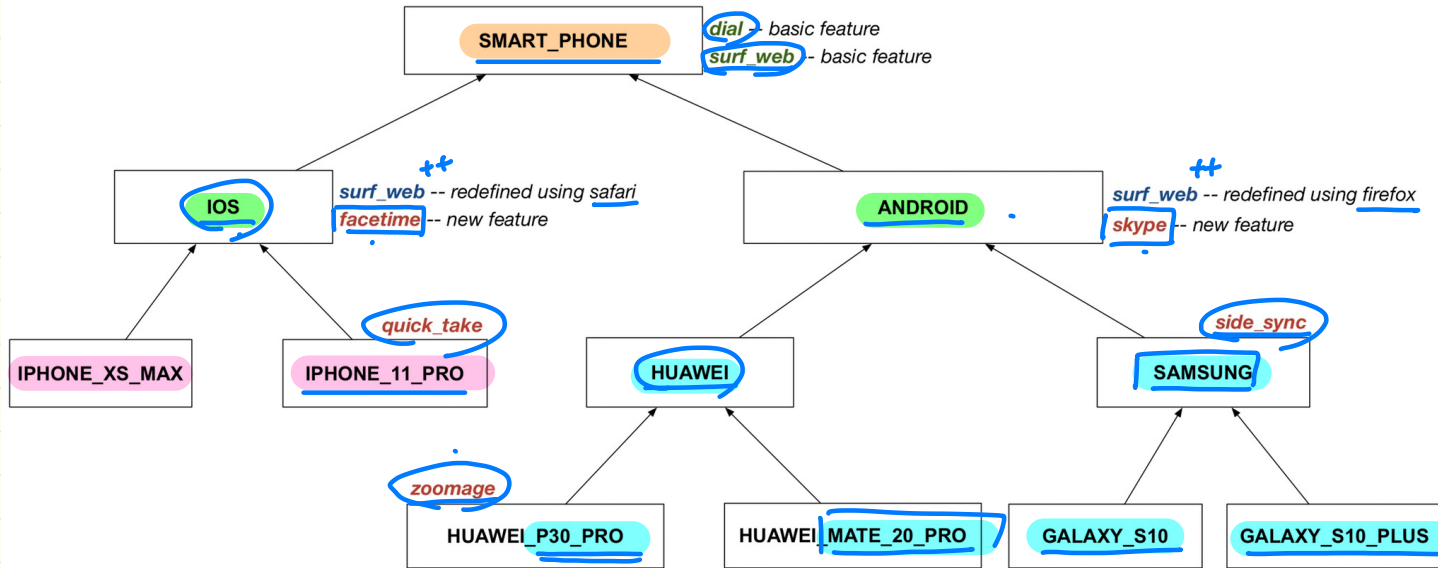 SMART_PHONE
dial -- basic feature
surf_web -- basic feature
++
++
IOS
surf_web -- redefined using safari
facetime -- new feature
ANDROID
surf_web -- redefined using firefox
skype -- new feature
quick_take
side_sync
IPHONE_XS_MAX
IPHONE_11_PRO
HUAWEI
SAMSUNG
zoomage
HUAWEI_P30_PRO
HUAWEI_MATE_20_PRO
GALAXY_S10
GALAXY_S10_PLUS